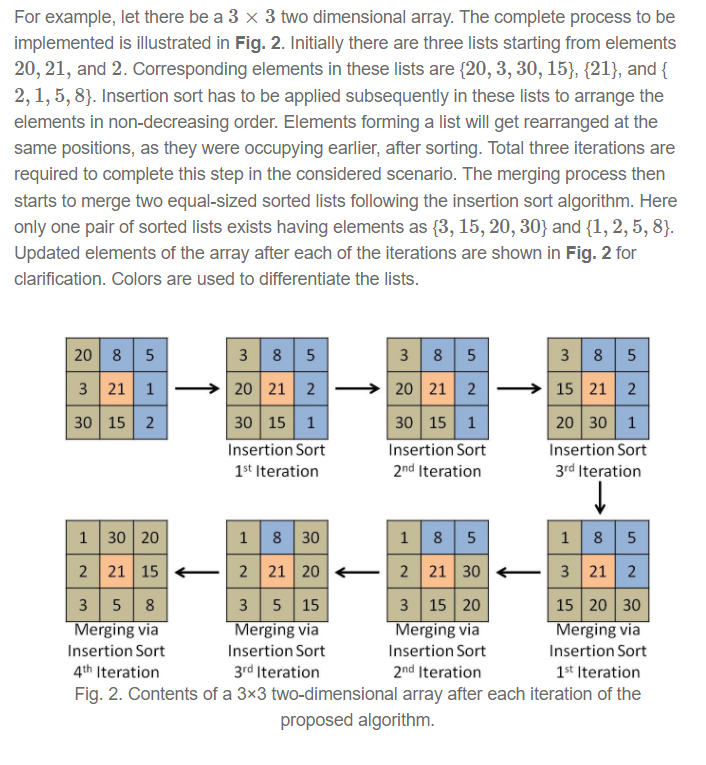 For example, let there be a 3 × 3 two dimensional array. The complete process to be
implemented is illustrated in Fig. 2. Initially there are three lists starting from elements
20, 21, and 2. Corresponding elements in these lists are {20, 3, 30, 15}, {21}, and {
2, 1, 5, 8}. Insertion sort has to be applied subsequently in these lists to arrange the
elements in non-decreasing order. Elements forming a list will get rearranged at the
same positions, as they were occupying earlier, after sorting. Total three iterations are
required to complete this step in the considered scenario. The merging process then
starts to merge two equal-sized sorted lists following the insertion sort algorithm. Here
only one pair of sorted lists exists having elements as {3, 15, 20, 30} and {1, 2, 5, 8}.
Updated elements of the array after each of the iterations are shown in Fig. 2 for
clarification. Colors are used to differentiate the lists.
20 8 5
3 21 1
30 15 2
3 8 5
20 21 2
30 15 1
Insertion Sort
1st Iteration
3 8 5
20 21 2
30 15 1
Insertion Sort
2nd Iteration
3 8 5
15 21 2
20 30 1
Insertion Sort
3rd Iteration
1 30 20
2 21 15
3 5 8
Merging via
Insertion Sort
4th Iteration
1 8 30
2 21 20
3 5 15
Merging via
Insertion Sort
3rd Iteration
1 8 5
2 21 30
3 15 20
Merging via
Insertion Sort
2nd Iteration
1 8 5
3 21 2
15 20 30
Merging via
Insertion Sort
1st Iteration
Fig. 2. Contents of a 3×3 two-dimensional array after each iteration of the
proposed algorithm.